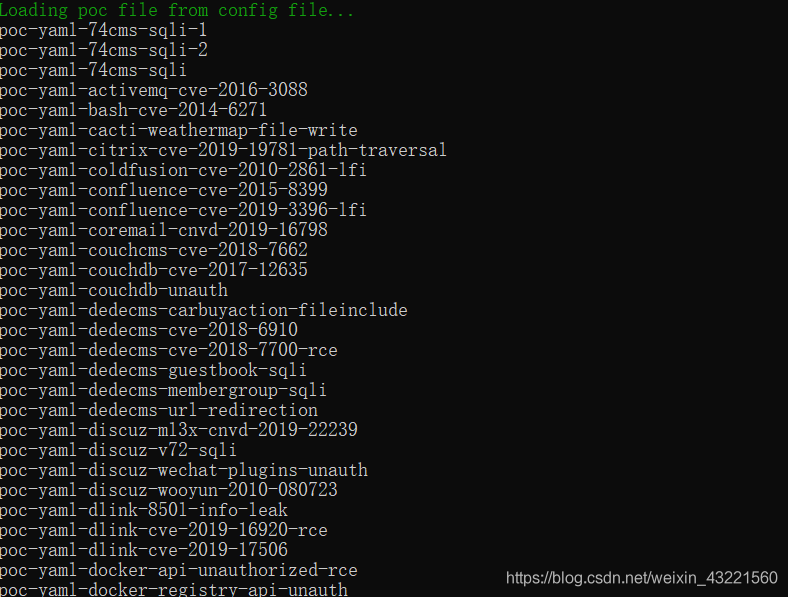 Loading poc file from config file...
poc-yaml-74cms-sqli-1
poc-yaml-74cms-sqli-2
poc-yaml-74cms-sqli
poc-yaml-activemq-cve-2016-3088
poc-yaml-bash-cve-2014-6271
poc-yaml-cacti-weathermap-file-write
poc-yaml-citrix-cve-2019-19781-path-traversal
poc-yaml-coldfusion-cve-2010-2861-lfi
poc-yaml-confluence-cve-2015-8399
poc-yaml-confluence-cve-2019-3396-lfi
poc-yaml-coremail-cnvd-2019-16798
poc-yaml-couchcms-cve-2018-7662
poc-yaml-couchdb-cve-2017-12635
poc-yaml-couchdb-unauth
poc-yaml-dedecms-carbuyaction-fileinclude
poc-yaml-dedecms-cve-2018-6910
poc-yaml-dedecms-cve-2018-7700-rce
poc-yaml-dedecms-guestbook-sqli
poc-yaml-dedecms-membergroup-sqli
poc-yaml-dedecms-url-redirection
poc-yaml-discuz-ml3x-cnvd-2019-22239
poc-yaml-discuz-v72-sqli
poc-yaml-discuz-wechat-plugins-unauth
poc-yaml-discuz-wooyun-2010-080723
poc-yaml-dlink-850l-info-leak
poc-yaml-dlink-cve-2019-16920-rce
poc-yaml-dlink-cve-2019-17506
poc-yaml-docker-api-unauthorized-rce
poc-yaml-docker-registry-api-unauth
https://blog.csdn.net/weixin_43221560